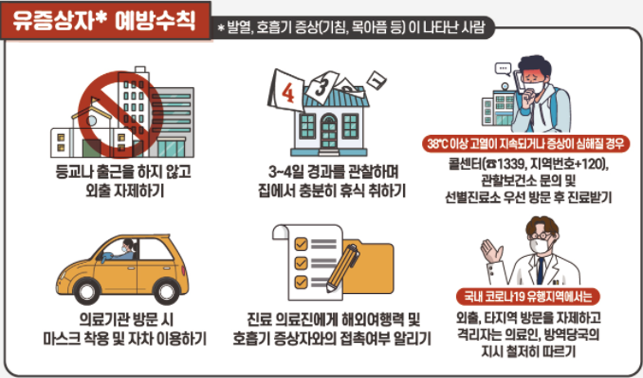 유증상자* 예방수칙
* 발열, 호흡기 증상(기침, 목아픔 등) 이 나타난 사람
등교나 출근을 하지 않고
외출 자제하기
4 3
3~4일 경과를 관찰하며
집에서 충분히 휴식 취하기
38℃ 이상 고열이 지속되거나 증상이 심해질 경우
콜센터(☎1339, 지역번호+120),
관할보건소 문의 및
선별진료소 우선 방문 후 진료받기
의료기관 방문 시
마스크 착용 및 자차 이용하기
진료 의료진에게 해외여행력 및
호흡기 증상자와의 접촉여부 알리기
국내 코로나19 유행지역에서는
외출, 타지역 방문을 자제하고
격리자는 의료인, 방역당국의
지시 철저히 따르기